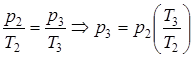 p₂/T₂ = p₃/T₃ ⇒ p₃ = p₂(T₃/T₂)